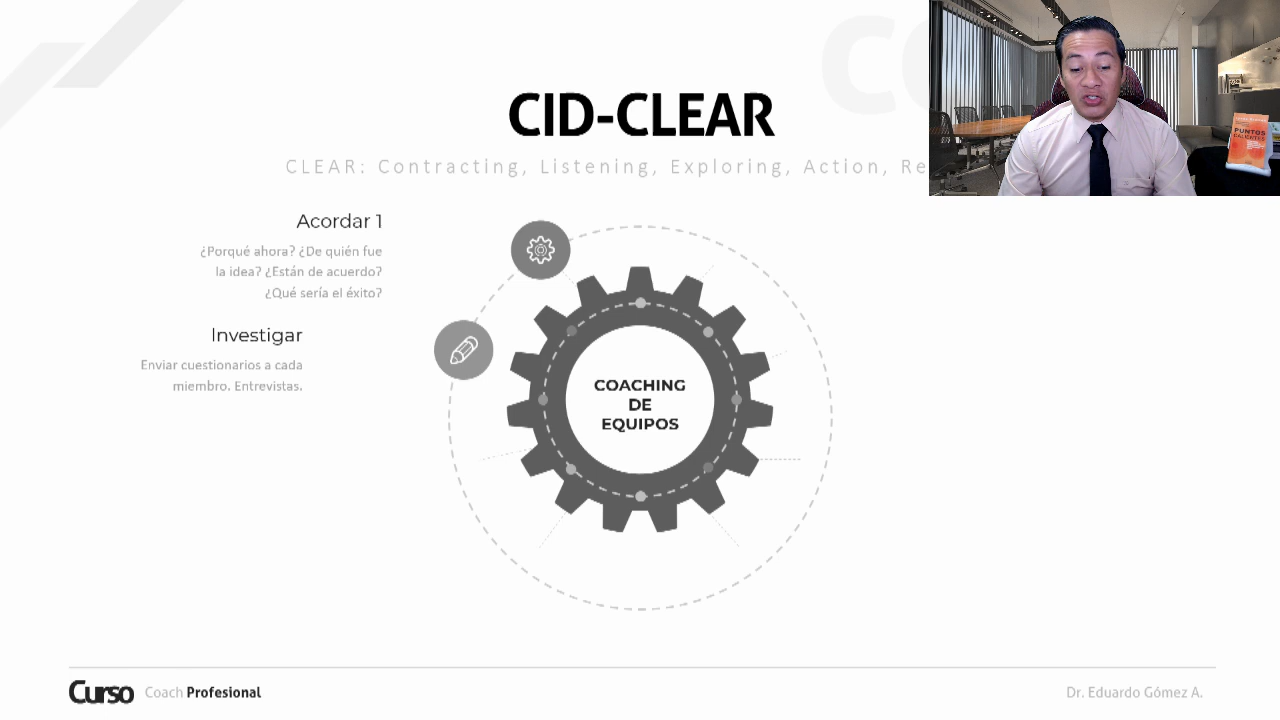 CO
CID-CLEAR
CLEAR: Contracting, Listening, Exploring, Action, Re
PUNTOS
CALIENTES
Acordar 1
¿Porqué ahora? ¿De quién fue
la idea? ¿Están de acuerdo?
¿Qué sería el éxito?
Investigar
Enviar cuestionarios a cada
miembro. Entrevistas.
COACHING
DE
EQUIPOS
Curso Coach Profesional
Dr. Eduardo Gómez A.